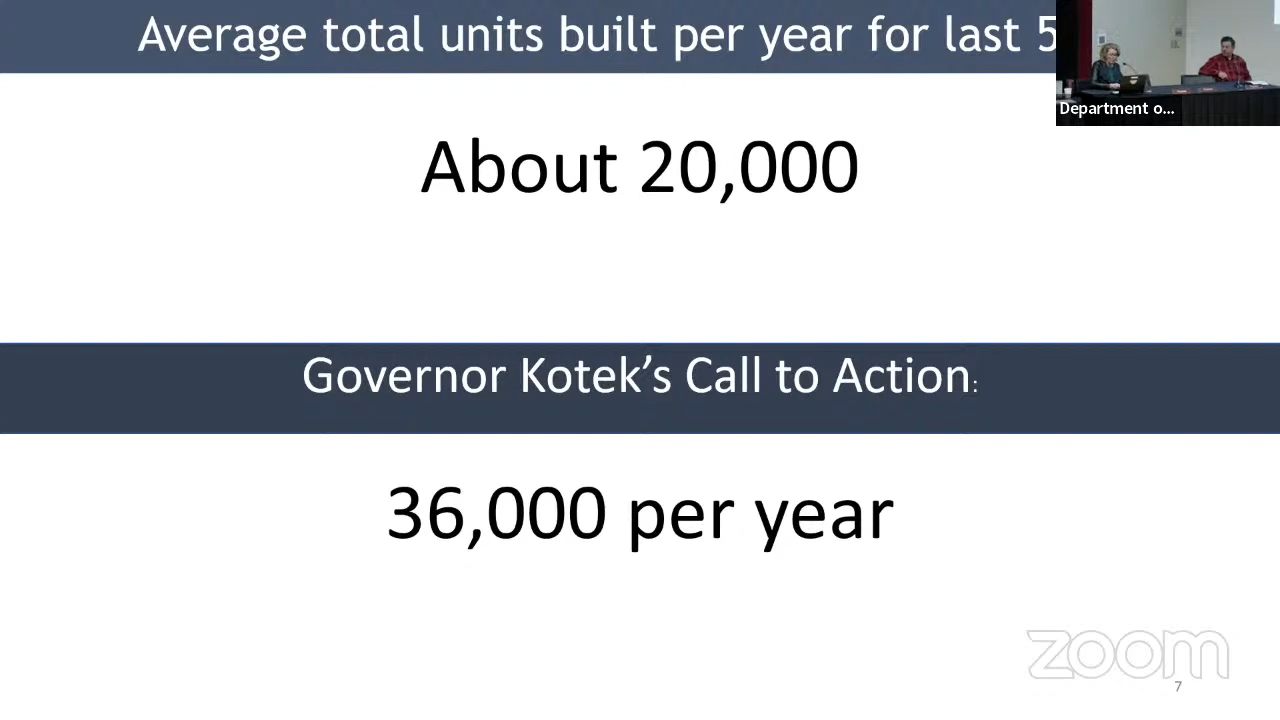 Average total units built per year for last 5
Department o...
About 20,000
Governor Kotek’s Call to Action:
36,000 per year
zoom
7